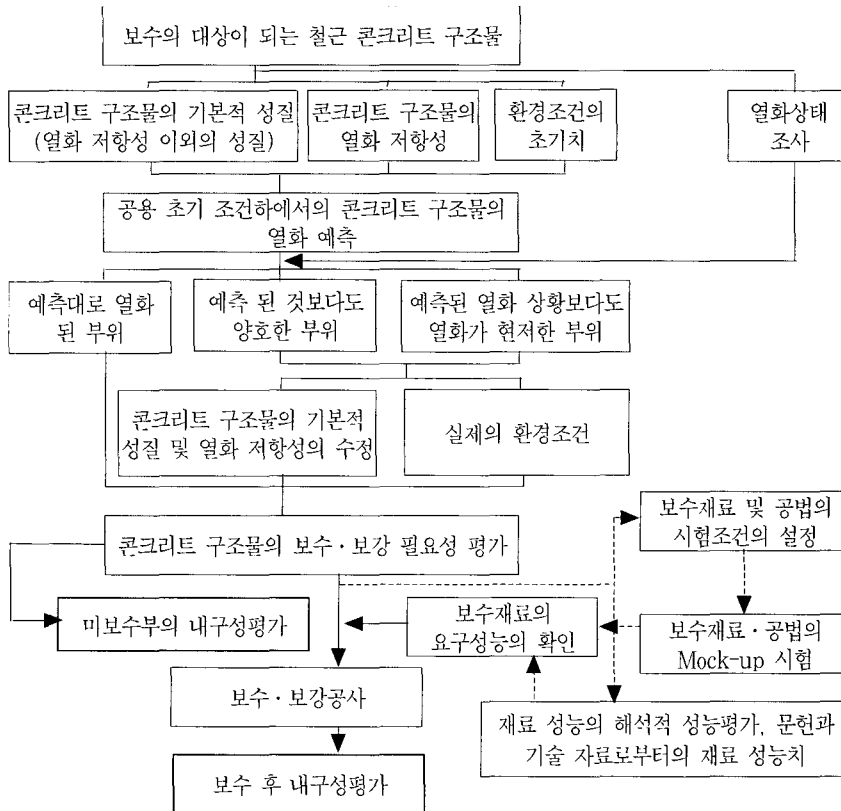 보수의 대상이 되는 철근 콘크리트 구조물
콘크리트 구조물의 기본적 성질
(열화 저항성 이외의 성질)
콘크리트 구조물의
열화 저항성
환경조건의
초기치
열화상태
조사
공용 초기 조건하에서의 콘크리트 구조물의
열화 예측
예측대로 열화
된 부위
예측 된 것보다도
양호한 부위
예측된 열화 상황보다도
열화가 현저한 부위
콘크리트 구조물의 기본적
성질 및 열화 저항성의 수정
실제의 환경조건
보수재료 및 공법의
시험조건의 설정
콘크리트 구조물의 보수·보강 필요성 평가
미보수부의 내구성평가
보수재료의
요구성능의 확인
보수재료·공법의
Mock-up 시험
보수·보강공사
재료 성능의 해석적 성능평가, 문헌과
기술 자료로부터의 재료 성능치
보수 후 내구성평가